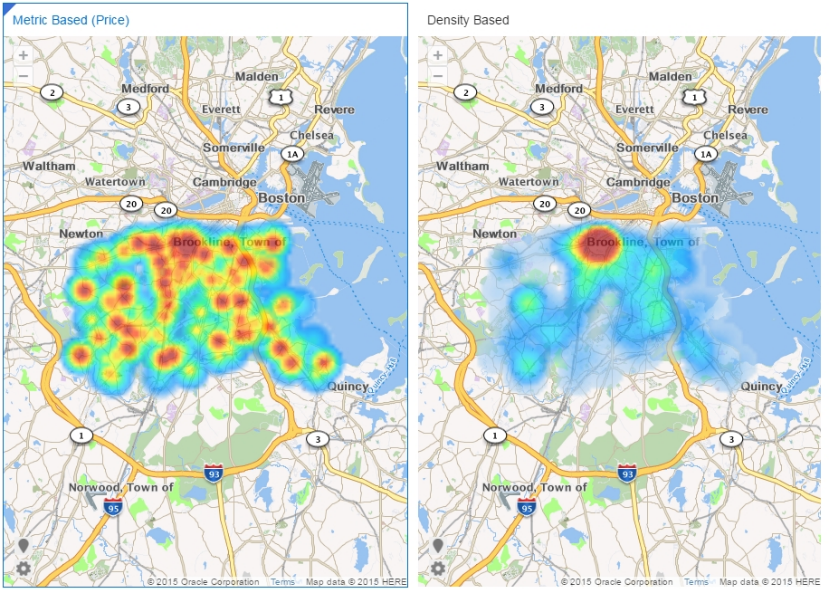 Metric Based (Price)
+
−
2
Medford
3
Malden
1
Everett
Revere
Chelsea
Somerville
1A
Waltham
Watertown
Cambridge
Boston
20
20
Newton
Brookline, Town of
Quincy
Quincy
1
3
93
Norwood, Town of
95
© 2015 Oracle Corporation Terms Map data © 2015 HERE
Density Based
+
−
2
Medford
3
Malden
1
Everett
Revere
Chelsea
Somerville
1A
Waltham
Watertown
Cambridge
Boston
20
20
Newton
Brookline, Town of
Quincy
Quincy
1
3
93
Norwood, Town of
95
© 2015 Oracle Corporation Terms Map data © 2015 HERE